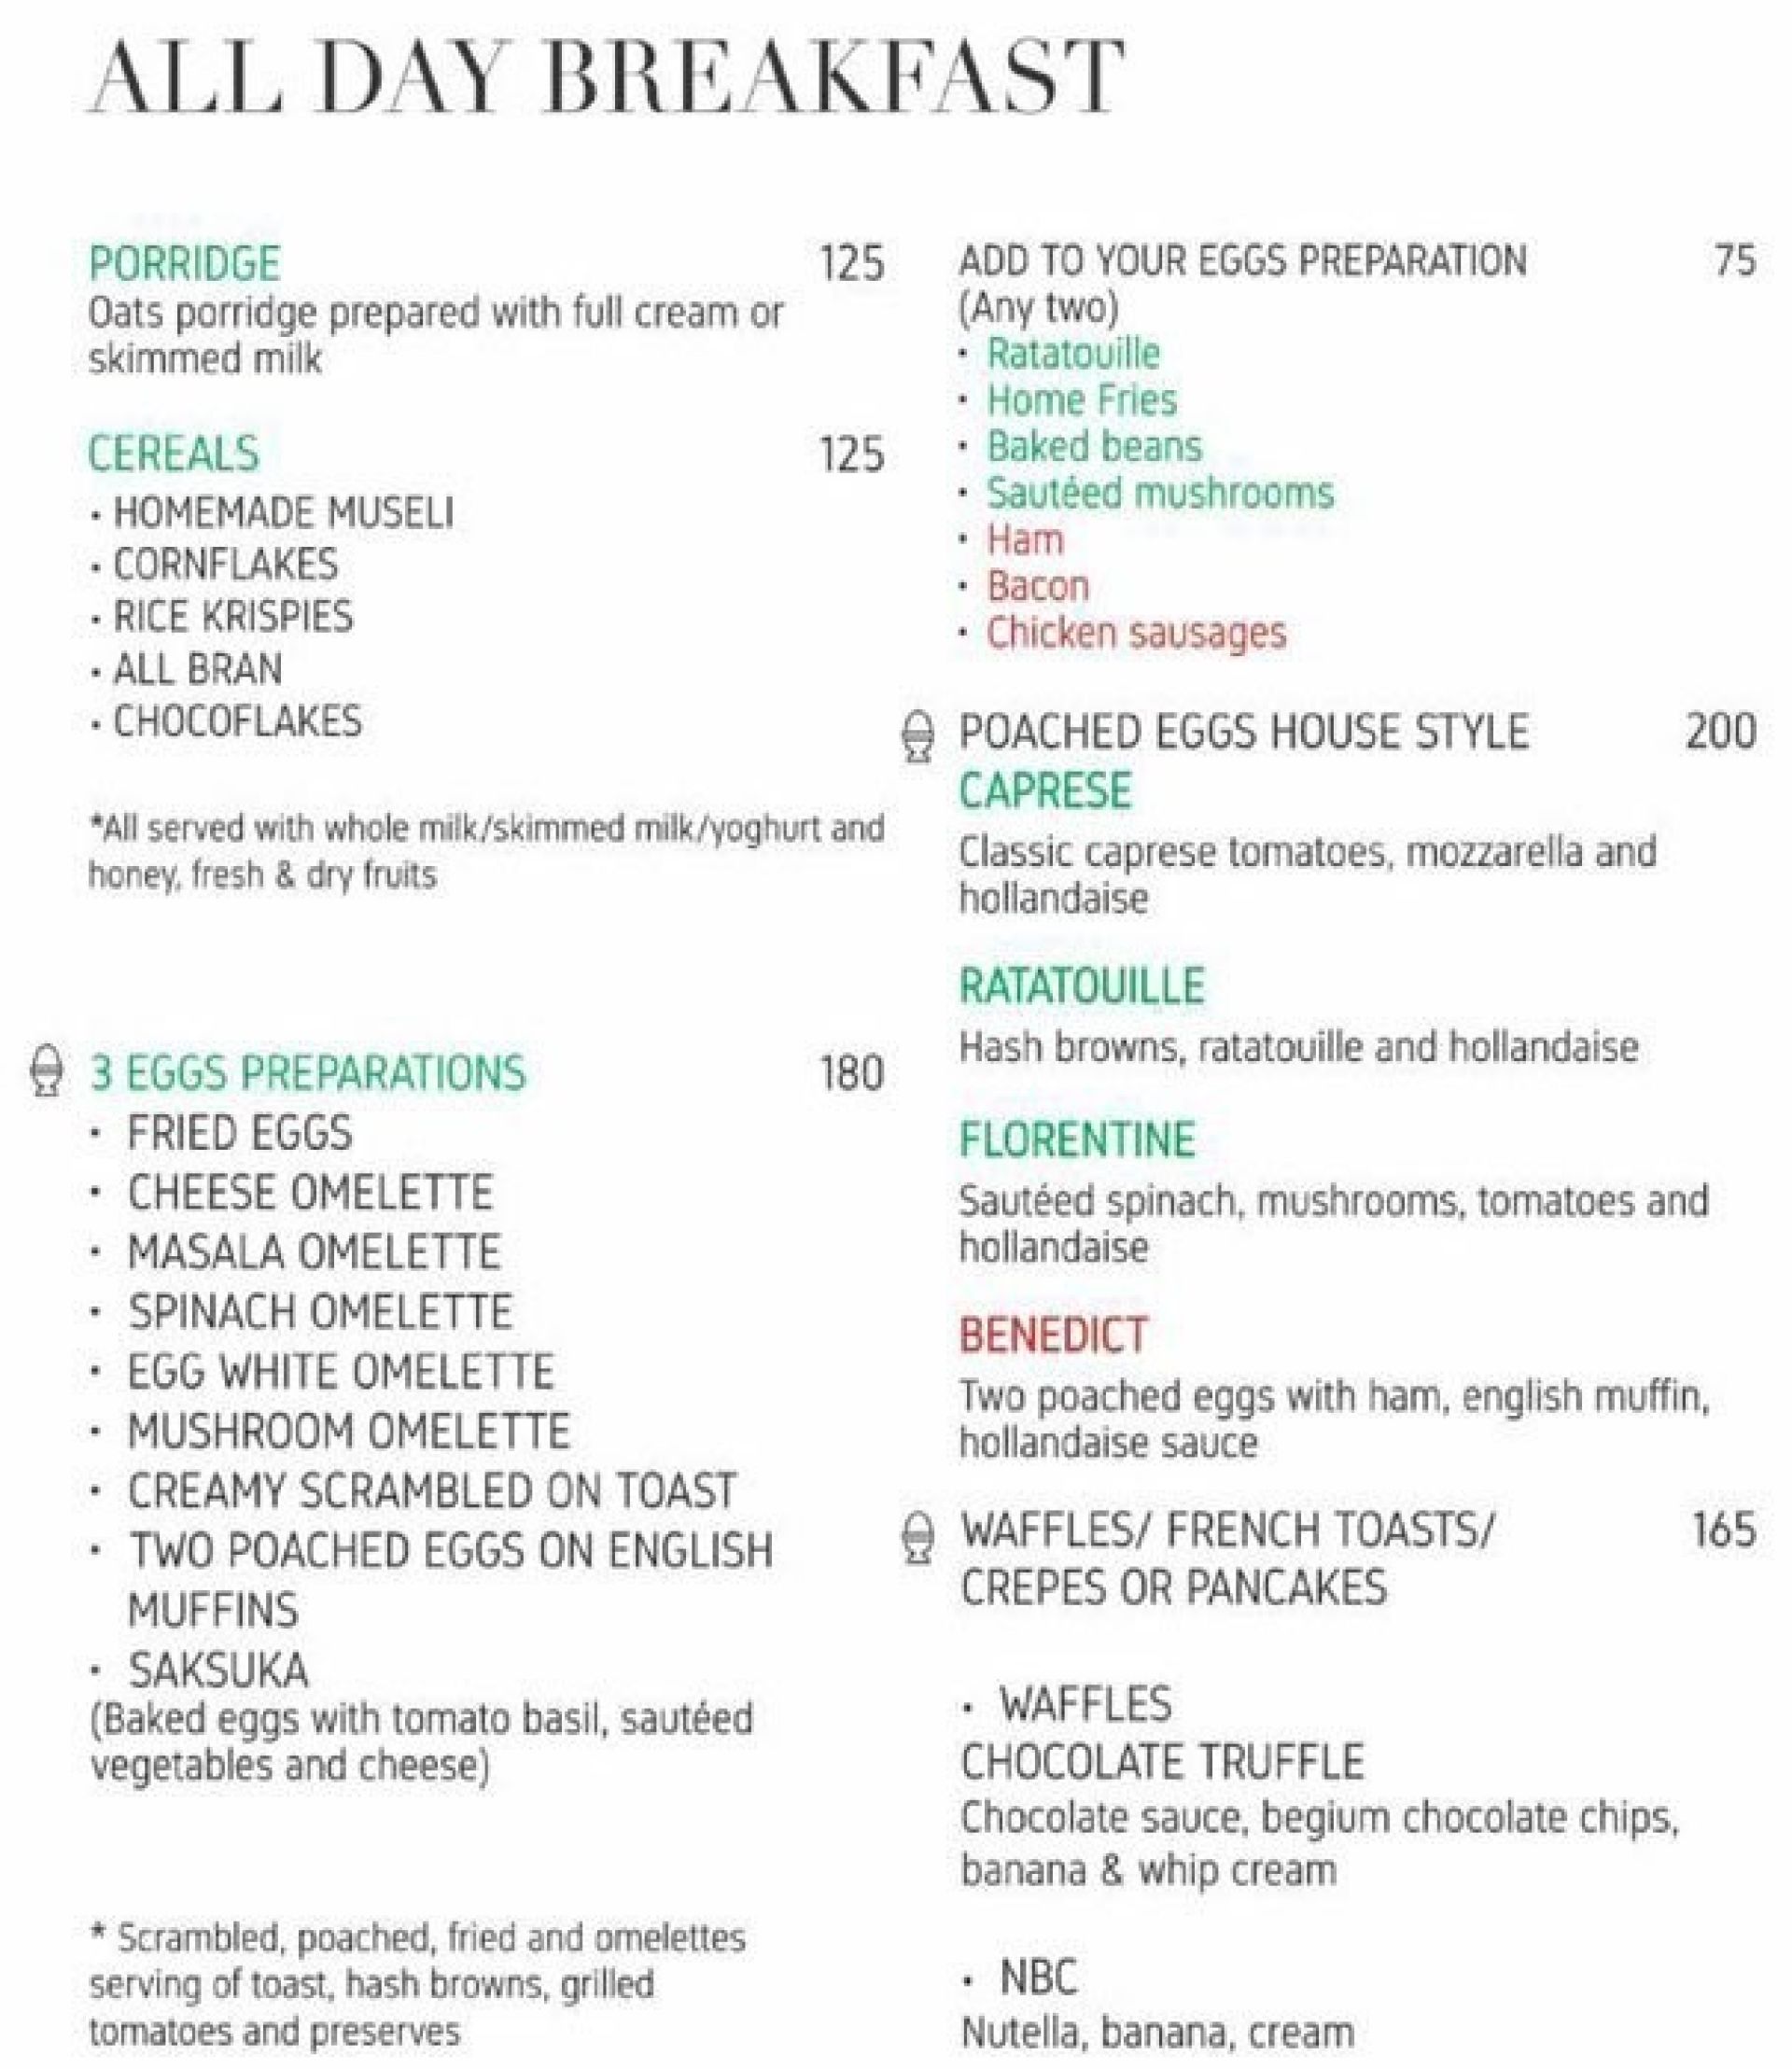 ALL DAY BREAKFAST
PORRIDGE 125
Oats porridge prepared with full cream or
skimmed milk
CEREALS 125
· HOMEMADE MUSELI
· CORNFLAKES
· RICE KRISPIES
· ALL BRAN
· CHOCOFLAKES
*All served with whole milk/skimmed milk/yoghurt and
honey, fresh & dry fruits
3 EGGS PREPARATIONS 180
· FRIED EGGS
· CHEESE OMELETTE
· MASALA OMELETTE
· SPINACH OMELETTE
· EGG WHITE OMELETTE
· MUSHROOM OMELETTE
· CREAMY SCRAMBLED ON TOAST
· TWO POACHED EGGS ON ENGLISH
MUFFINS
· SAKSUKA
(Baked eggs with tomato basil, sautéed
vegetables and cheese)
* Scrambled, poached, fried and omelettes
serving of toast, hash browns, grilled
tomatoes and preserves
ADD TO YOUR EGGS PREPARATION 75
(Any two)
· Ratatouille
· Home Fries
· Baked beans
· Sautéed mushrooms
· Ham
· Bacon
· Chicken sausages
POACHED EGGS HOUSE STYLE 200
CAPRESE
Classic caprese tomatoes, mozzarella and
hollandaise
RATATOUILLE
Hash browns, ratatouille and hollandaise
FLORENTINE
Sautéed spinach, mushrooms, tomatoes and
hollandaise
BENEDICT
Two poached eggs with ham, english muffin,
hollandaise sauce
WAFFLES/ FRENCH TOASTS/ 165
CREPES OR PANCAKES
· WAFFLES
CHOCOLATE TRUFFLE
Chocolate sauce, begium chocolate chips,
banana & whip cream
· NBC
Nutella, banana, cream